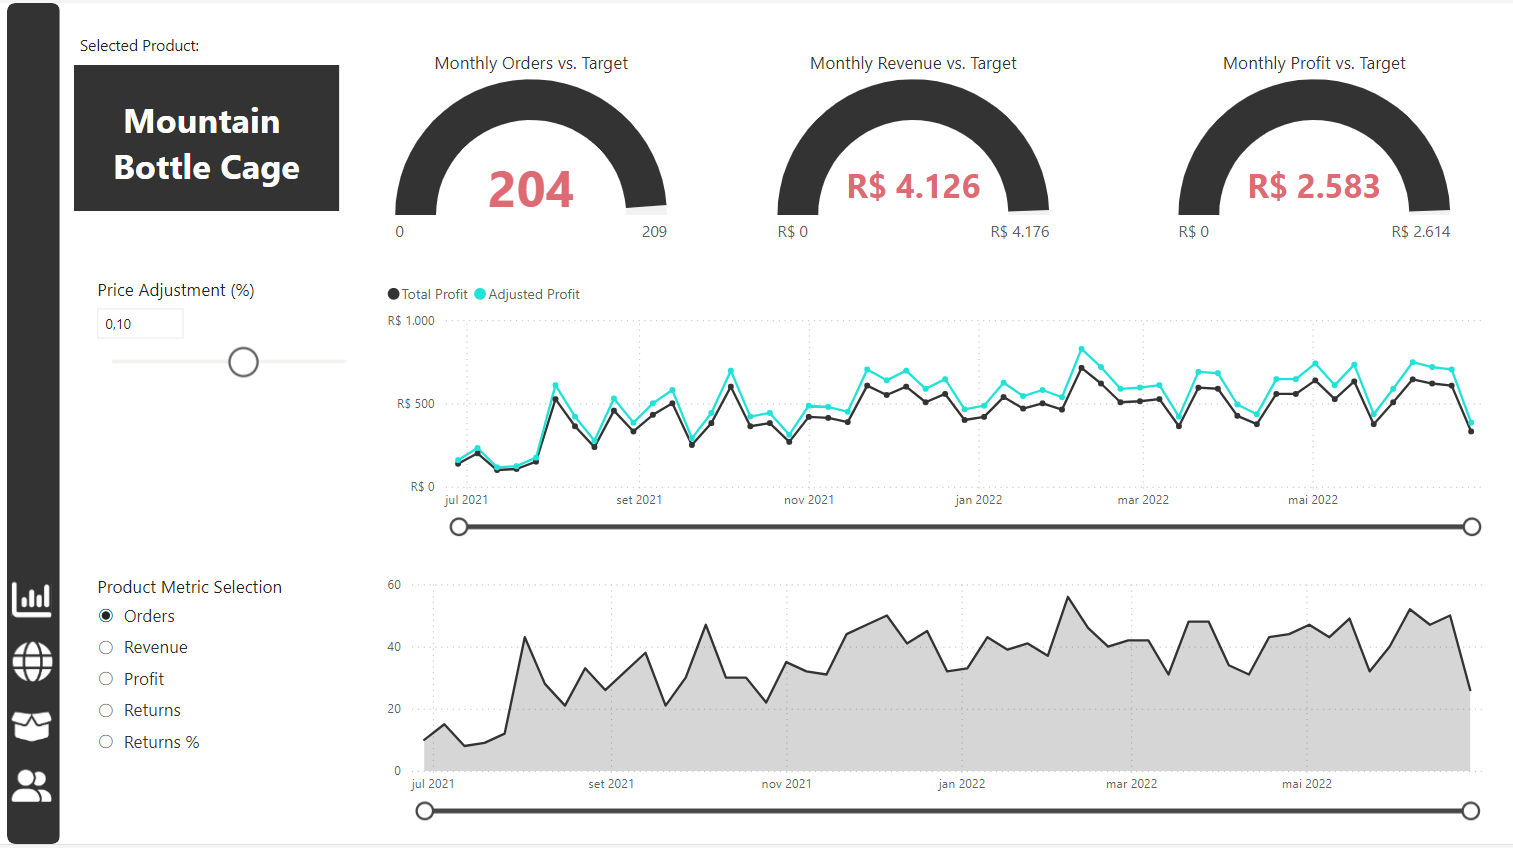 Selected Product:
Mountain
Bottle Cage
Monthly Orders vs. Target
204
0
209
Monthly Revenue vs. Target
R$ 4.126
R$ 0
R$ 4.176
Monthly Profit vs. Target
R$ 2.583
R$ 0
R$ 2.614
Price Adjustment (%)
0,10
Total Profit
Adjusted Profit
R$ 1.000
R$ 500
R$ 0
jul 2021
set 2021
nov 2021
jan 2022
mar 2022
mai 2022
Product Metric Selection
Orders
Revenue
Profit
Returns
Returns %
60
40
20
0
jul 2021
set 2021
nov 2021
jan 2022
mar 2022
mai 2022